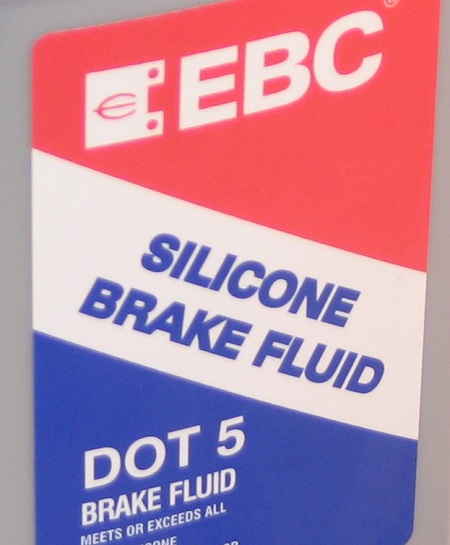 EBC
SILICONE
BRAKE FLUID
DOT 5
BRAKE FLUID
MEETS OR EXCEEDS ALL